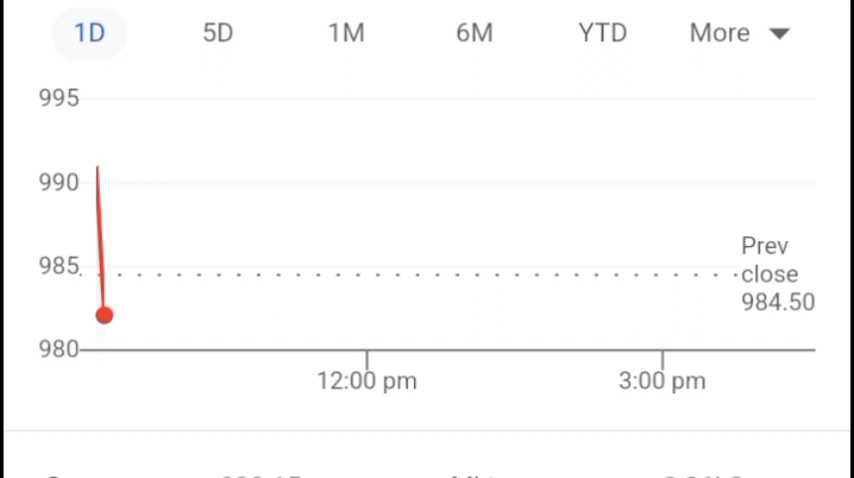 1D 5D 1M 6M YTD More
995
990
985
Prev
close
984.50
980
12:00 pm 3:00 pm